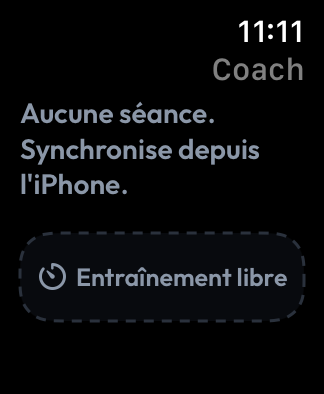 11:11
Coach
Aucune séance.
Synchronise depuis
l'iPhone.
Entraînement libre